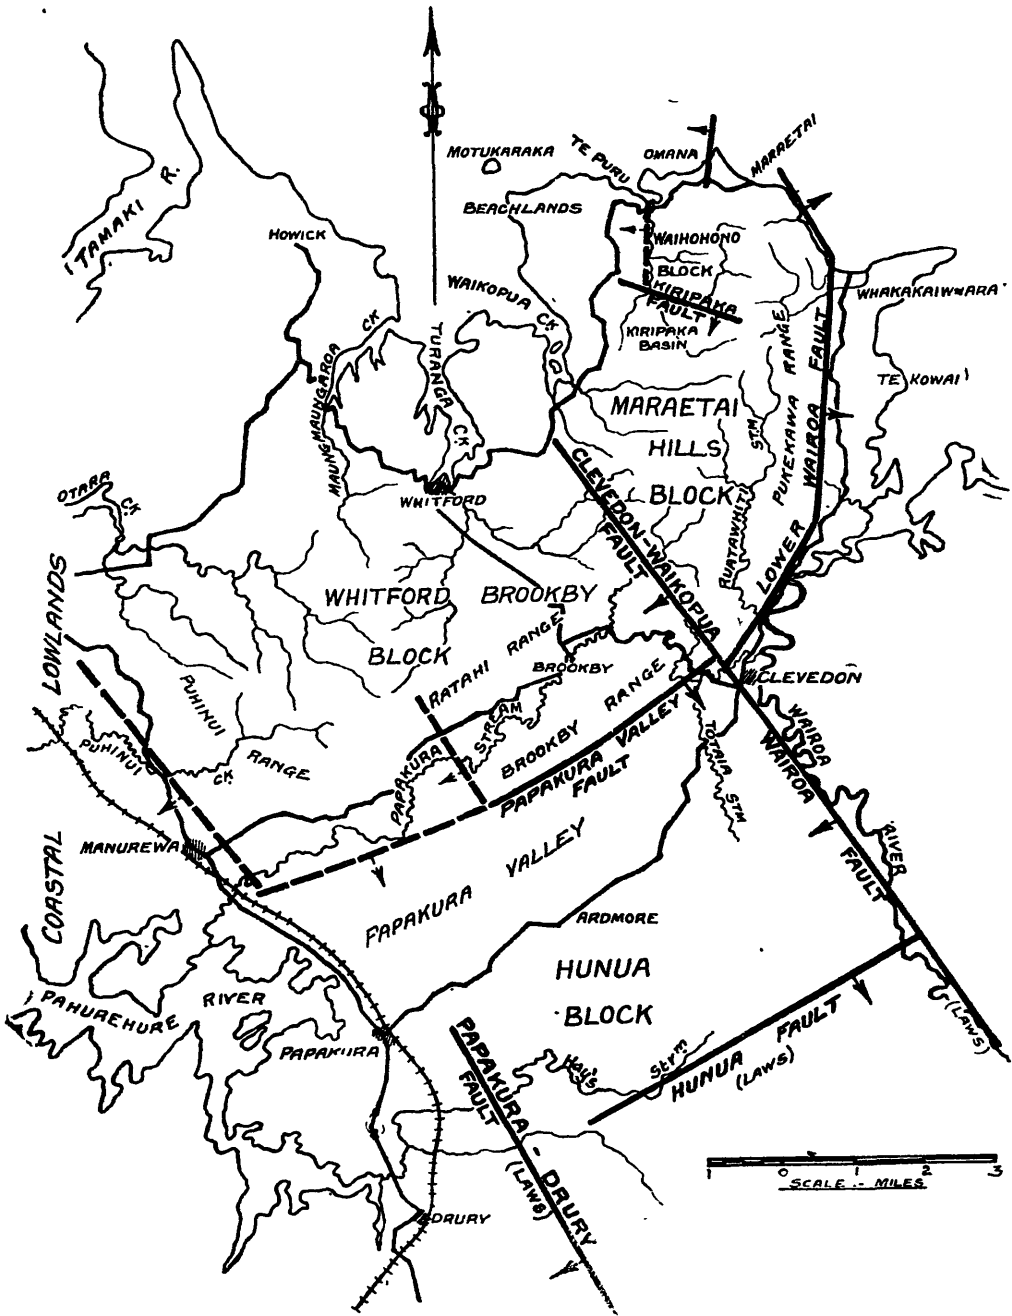 MOTUKARAKA
TE PURU
OMANA
MARAETAI
TAMAKI R.
BEACHLANDS
HOWICK
WAIHOHONO
BLOCK
WAIKOPUA CK
KIRIPAKA
FAULT
KIRIPAKA
BASIN
WHAKAKAIWHARA
MAUNGMAUNGAROA CK
TURANGA CK
TE KOWAI
MARAETAI
HILLS
BLOCK
PUKEKAWA RANGE
LOWER WAIROA FAULT
RUATAWHITI STM
OTARA CK
WHITFORD
CLEVEDON-WAIKOPUA
FAULT
WHITFORD
BLOCK
BROOKBY
RATAHI RANGE
BROOKBY
COASTAL LOWLANDS
PUHINUI
RANGE
PUHINUI CK.
PAPAKURA STREAM
BROOKBY RANGE
PAPAKURA VALLEY
FAULT
CLEVEDON
WAIROA
RIVER
WAIROA FAULT
(LAWS)
TOTAIA STM
MANUREWA
PAPAKURA VALLEY
ARDMORE
HUNUA
BLOCK
PAHUREHURE RIVER
PAPAKURA
Hay's Strm
HUNUA FAULT
(LAWS)
PAPAKURA - DRURY
FAULT
(LAWS)
DRURY
1 0 1 2 3
SCALE :- MILES